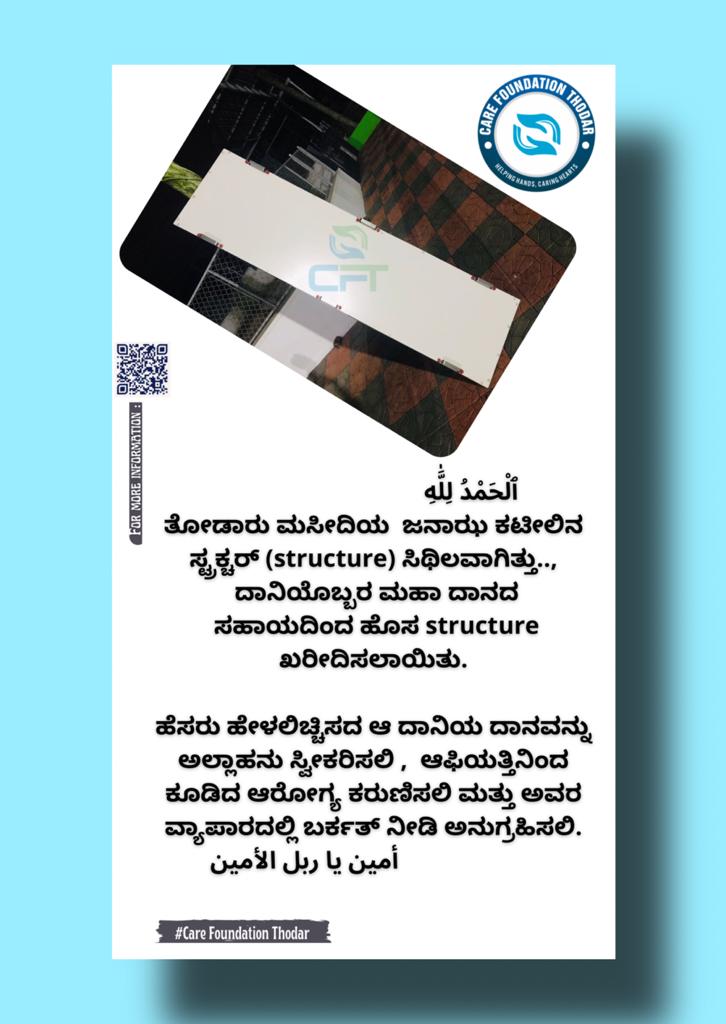 CARE FOUNDATION THODAR
HELPING HANDS, CARING HEARTS
CFT
FOR MORE INFORMATION :
ٱلْحَمْدُ لِلَّٰهِ
ತೋಡಾರು ಮಸೀದಿಯ ಜನಾಝ ಕಟೀಲಿನ
ಸ್ಟ್ರಕ್ಚರ್ (structure) ಸಿಥಿಲವಾಗಿತ್ತು..,
ದಾನಿಯೊಬ್ಬರ ಮಹಾ ದಾನದ
ಸಹಾಯದಿಂದ ಹೊಸ structure
ಖರೀದಿಸಲಾಯಿತು.
ಹೆಸರು ಹೇಳಲಿಚ್ಚಿಸದ ಆ ದಾನಿಯ ದಾನವನ್ನು
ಅಲ್ಲಾಹನು ಸ್ವೀಕರಿಸಲಿ , ಆಫಿಯತ್ತಿನಿಂದ
ಕೂಡಿದ ಆರೋಗ್ಯ ಕರುಣಿಸಲಿ ಮತ್ತು ಅವರ
ವ್ಯಾಪಾರದಲ್ಲಿ ಬರ್ಕತ್ ನೀಡಿ ಅನುಗ್ರಹಿಸಲಿ.
أمين يا ربل الأمين
#Care Foundation Thodar